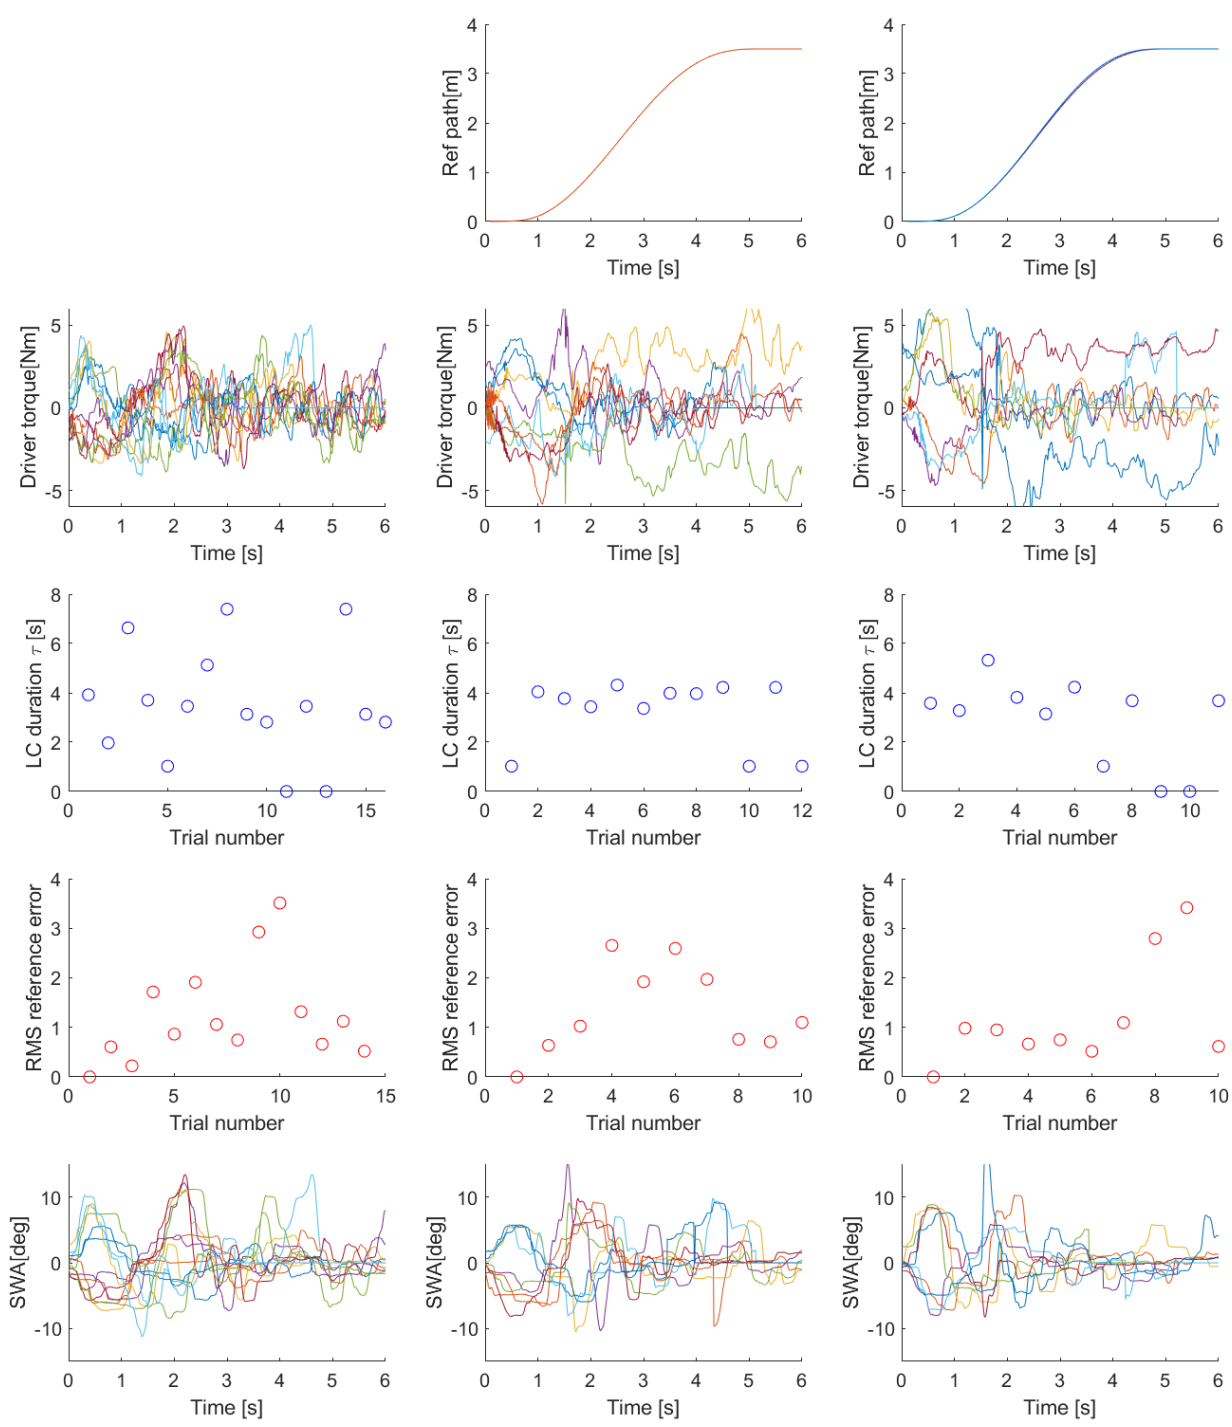 4
3
2
1
0
Ref path[m]
0 1 2 3 4 5 6
Time [s]
4
3
2
1
0
Ref path[m]
0 1 2 3 4 5 6
Time [s]
5
0
-5
Driver torque[Nm]
0 1 2 3 4 5 6
Time [s]
5
0
-5
Driver torque[Nm]
0 1 2 3 4 5 6
Time [s]
5
0
-5
Driver torque[Nm]
0 1 2 3 4 5 6
Time [s]
8
6
4
2
0
LC duration τ [s]
0 5 10 15
Trial number
8
6
4
2
0
LC duration τ [s]
0 2 4 6 8 10 12
Trial number
8
6
4
2
0
LC duration τ [s]
0 2 4 6 8 10
Trial number
4
3
2
1
0
RMS reference error
0 5 10 15
Trial number
4
3
2
1
0
RMS reference error
0 2 4 6 8 10
Trial number
4
3
2
1
0
RMS reference error
0 2 4 6 8 10
Trial number
10
0
-10
SWA[deg]
0 1 2 3 4 5 6
Time [s]
10
0
-10
SWA[deg]
0 1 2 3 4 5 6
Time [s]
10
0
-10
SWA[deg]
0 1 2 3 4 5 6
Time [s]